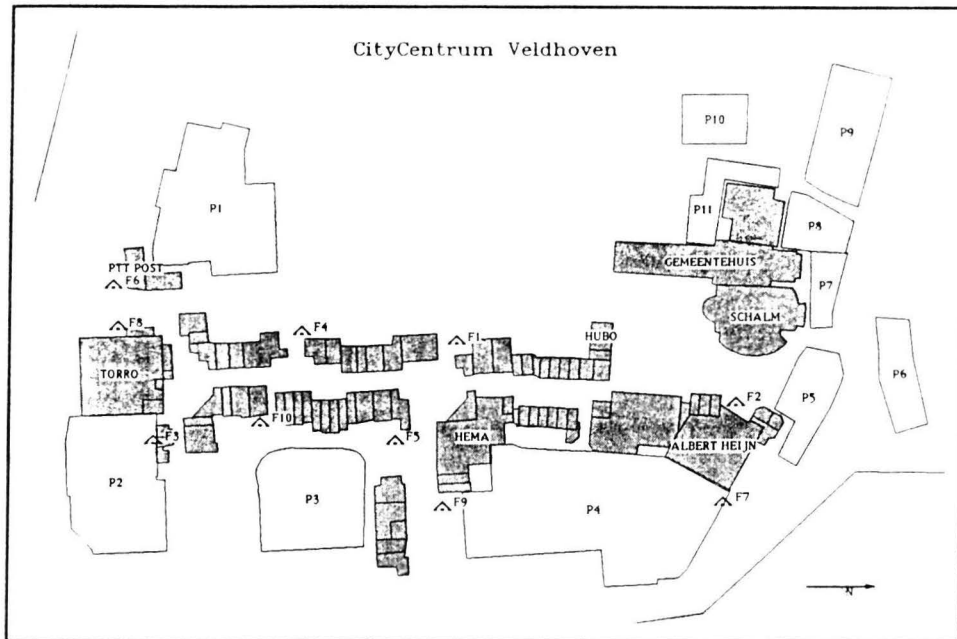 CityCentrum Veldhoven
P10
P9
P1
P11
P8
PTT POST
GEMEENTEHUIS
F6
P7
SCHALM
F8
F4
F1
HUBO
TORRO
P6
F2
P5
F10
F3
F5
HEMA
ALBERT HEIJN
P2
P3
F9
P4
F7
N